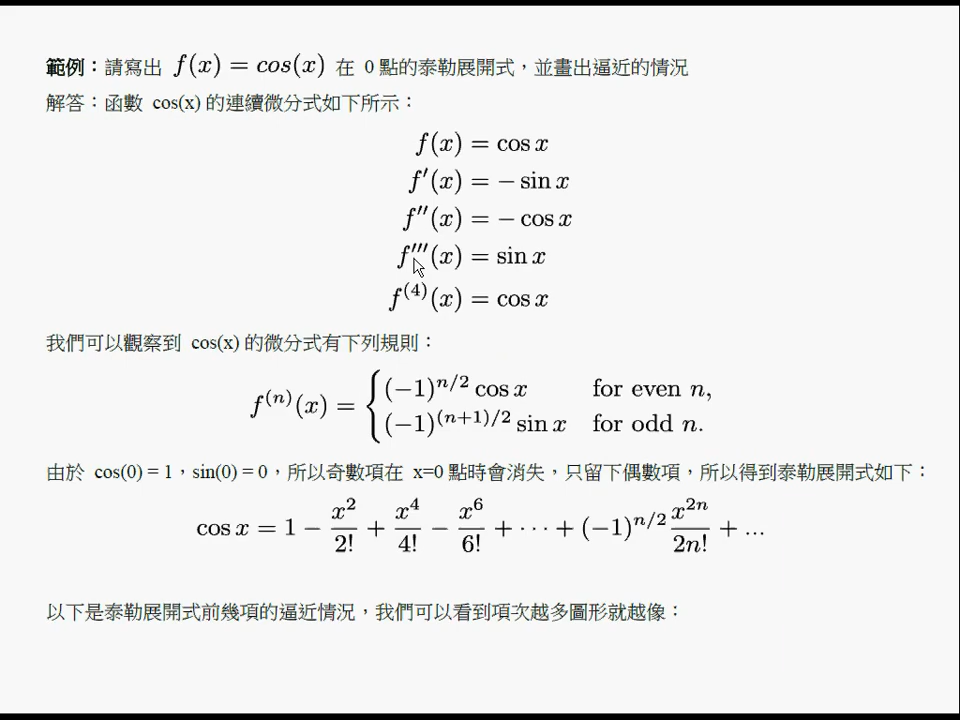 範例：請寫出 f(x) = cos(x) 在 0 點的泰勒展開式，並畫出逼近的情況
解答：函數 cos(x) 的連續微分式如下所示：
f(x) = cos x
f′(x) = − sin x
f″(x) = − cos x
f‴(x) = sin x
f⁽⁴⁾(x) = cos x
我們可以觀察到 cos(x) 的微分式有下列規則：
f^{(n)}(x) = { (−1)^{n/2} cos x for even n,
(−1)^{(n+1)/2} sin x for odd n.
由於 cos(0) = 1，sin(0) = 0，所以奇數項在 x=0 點時會消失，只留下偶數項，所以得到泰勒展開式如下：
cos x = 1 − x^2/2! + x^4/4! − x^6/6! + ··· + (−1)^{n/2} x^{2n}/2n! + ...
以下是泰勒展開式前幾項的逼近情況，我們可以看到項次越多圖形就越像：